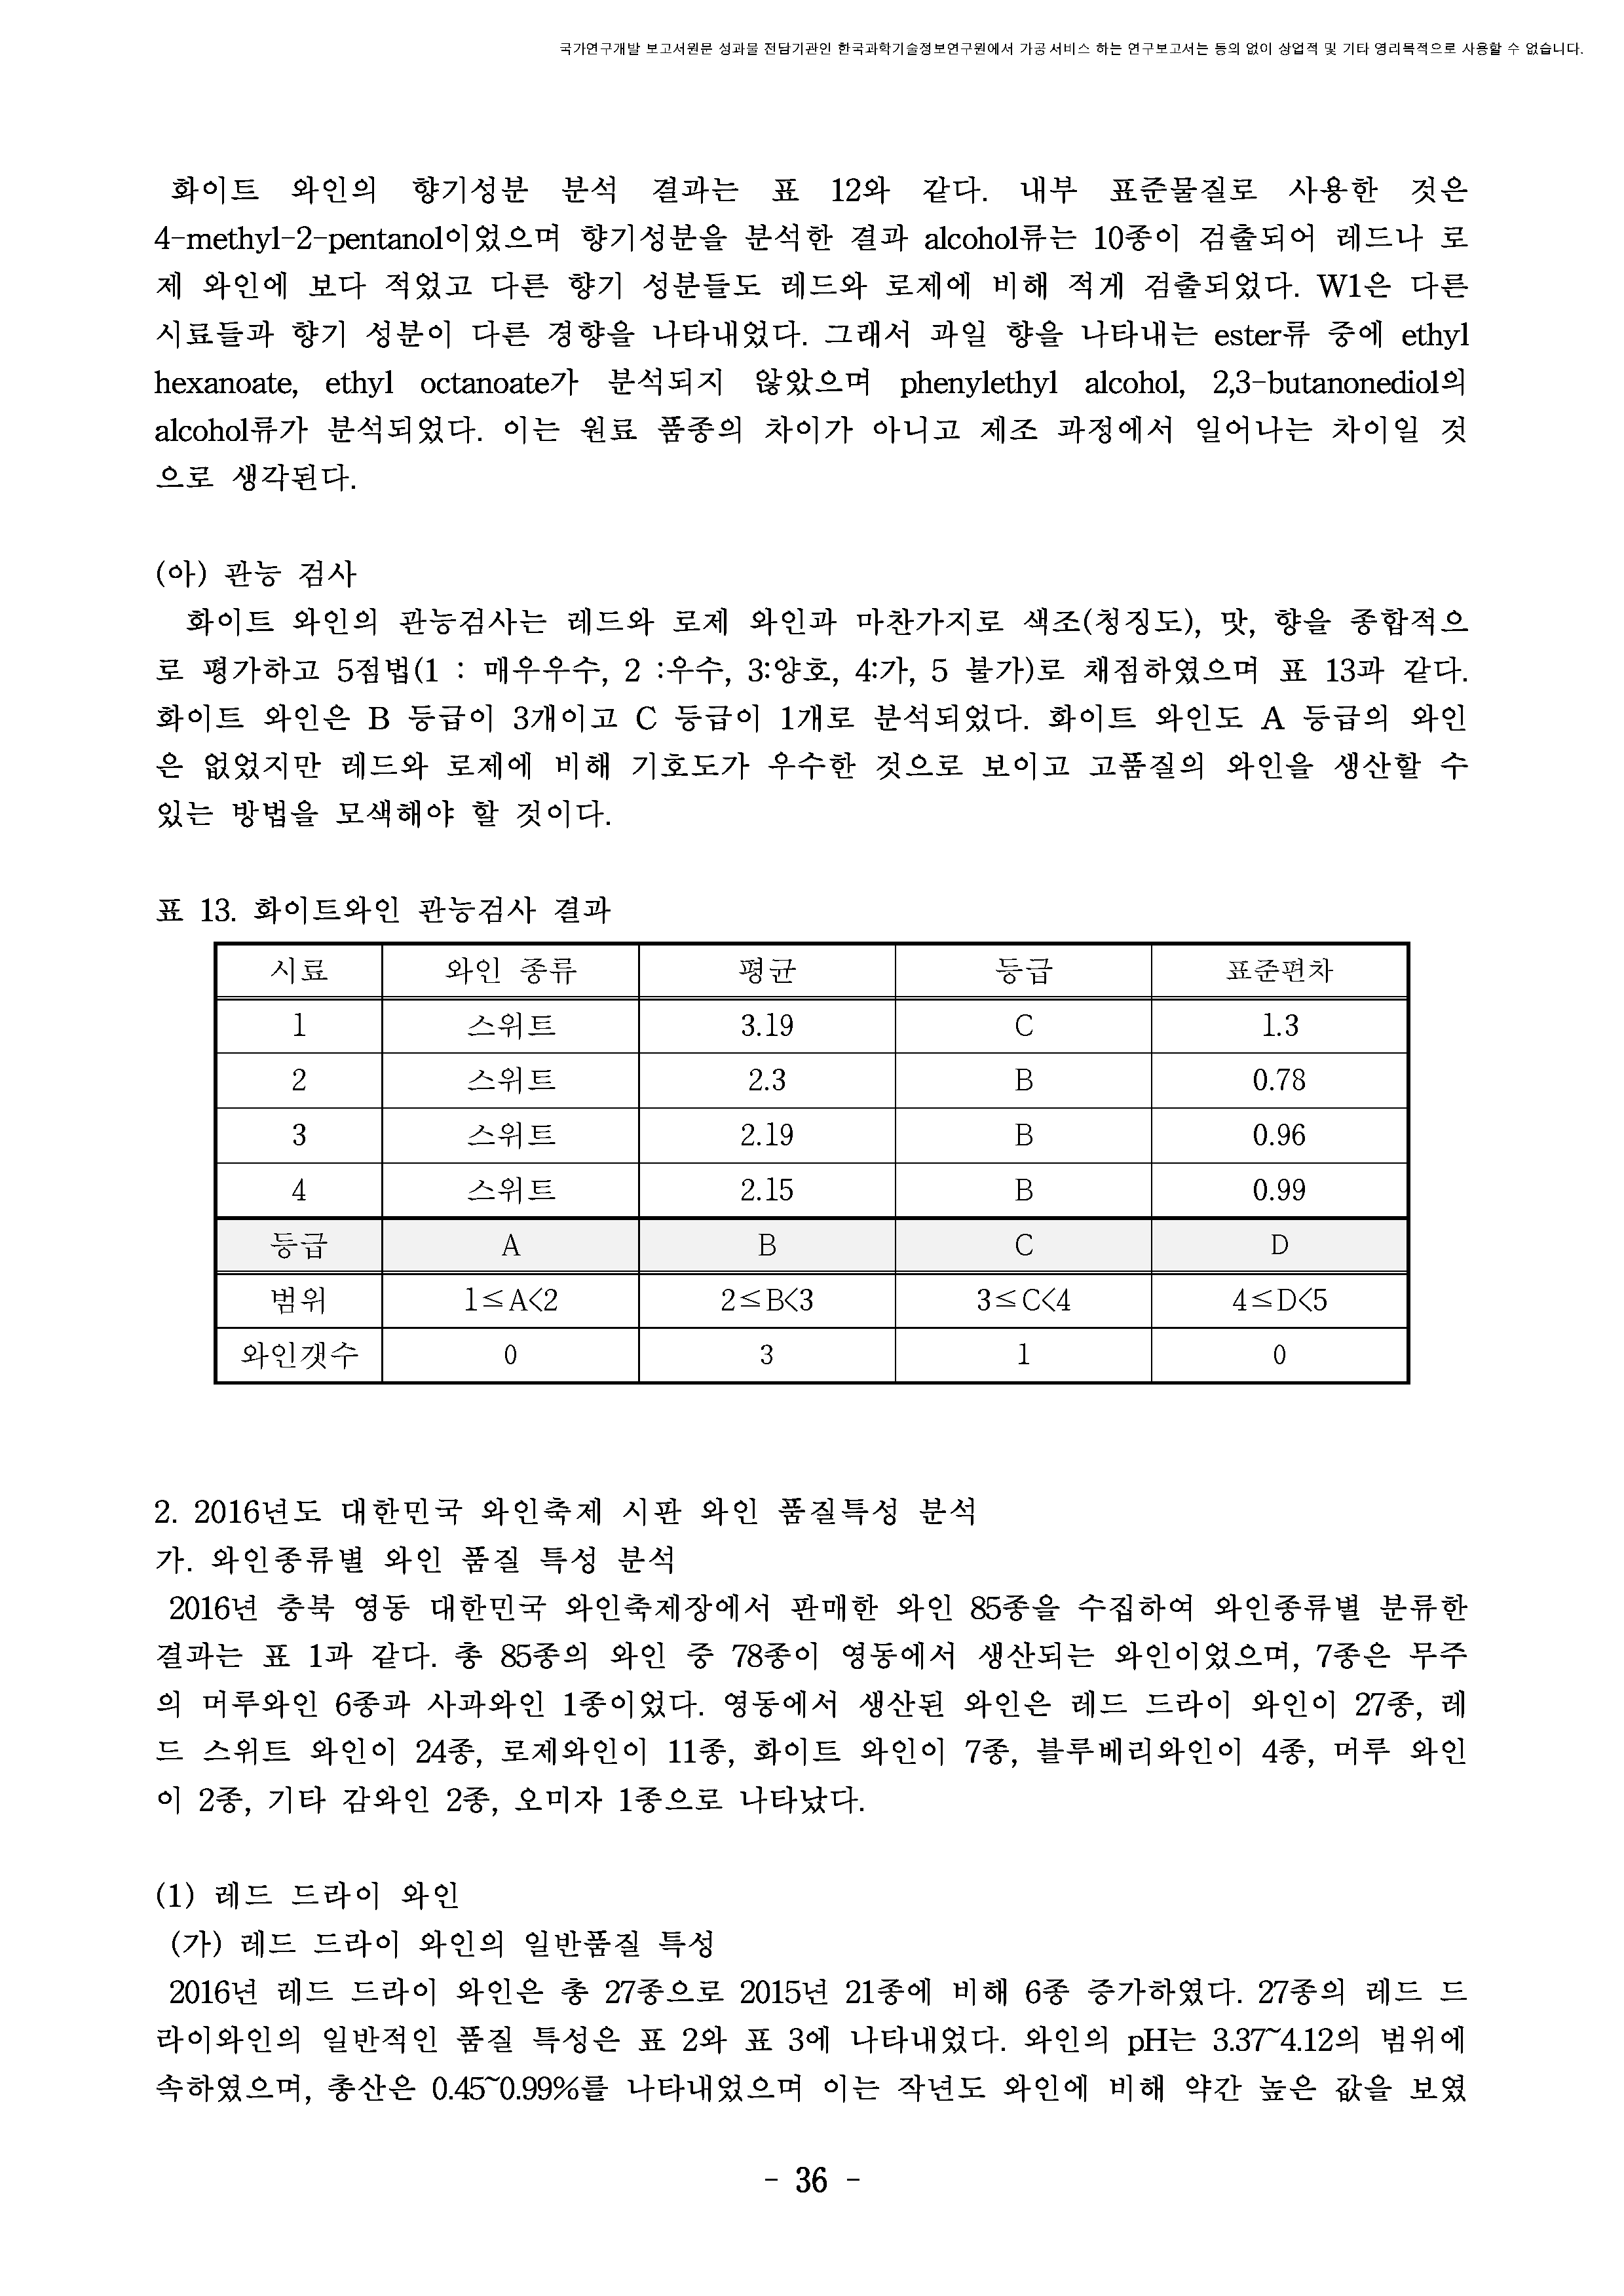 국가연구개발 보고서원문 성과물 전담기관인 한국과학기술정보연구원에서 가공·서비스 하는 연구보고서는 동의 없이 상업적 및 기타 영리목적으로 사용할 수 없습니다.
화이트 와인의 향기성분 분석 결과는 표 12와 같다. 내부 표준물질로 사용한 것은
4-methyl-2-pentanol이었으며 향기성분을 분석한 결과 alcohol류는 10종이 검출되어 레드나 로
제 와인에 보다 적었고 다른 향기 성분들도 레드와 로제에 비해 적게 검출되었다. W1은 다른
시료들과 향기 성분이 다른 경향을 나타내었다. 그래서 과일 향을 나타내는 ester류 중에 ethyl
hexanoate, ethyl octanoate가 분석되지 않았으며 phenylethyl alcohol, 2,3-butanonediol의
alcohol류가 분석되었다. 이는 원료 품종의 차이가 아니고 제조 과정에서 일어나는 차이일 것
으로 생각된다.
(아) 관능 검사
화이트 와인의 관능검사는 레드와 로제 와인과 마찬가지로 색조(청징도), 맛, 향을 종합적으
로 평가하고 5점법(1 : 매우우수, 2 :우수, 3:양호, 4:가, 5 불가)로 채점하였으며 표 13과 같다.
화이트 와인은 B 등급이 3개이고 C 등급이 1개로 분석되었다. 화이트 와인도 A 등급의 와인
은 없었지만 레드와 로제에 비해 기호도가 우수한 것으로 보이고 고품질의 와인을 생산할 수
있는 방법을 모색해야 할 것이다.
표 13. 화이트와인 관능검사 결과
시료 와인 종류 평균 등급 표준편차
1 스위트 3.19 C 1.3
2 스위트 2.3 B 0.78
3 스위트 2.19 B 0.96
4 스위트 2.15 B 0.99
등급 A B C D
범위 1≤A<2 2≤B<3 3≤C<4 4≤D<5
와인갯수 0 3 1 0
2. 2016년도 대한민국 와인축제 시판 와인 품질특성 분석
가. 와인종류별 와인 품질 특성 분석
2016년 충북 영동 대한민국 와인축제장에서 판매한 와인 85종을 수집하여 와인종류별 분류한
결과는 표 1과 같다. 총 85종의 와인 중 78종이 영동에서 생산되는 와인이었으며, 7종은 무주
의 머루와인 6종과 사과와인 1종이었다. 영동에서 생산된 와인은 레드 드라이 와인이 27종, 레
드 스위트 와인이 24종, 로제와인이 11종, 화이트 와인이 7종, 블루베리와인이 4종, 머루 와인
이 2종, 기타 감와인 2종, 오미자 1종으로 나타났다.
(1) 레드 드라이 와인
(가) 레드 드라이 와인의 일반품질 특성
2016년 레드 드라이 와인은 총 27종으로 2015년 21종에 비해 6종 증가하였다. 27종의 레드 드
라이와인의 일반적인 품질 특성은 표 2와 표 3에 나타내었다. 와인의 pH는 3.37~4.12의 범위에
속하였으며, 총산은 0.45~0.99%를 나타내었으며 이는 작년도 와인에 비해 약간 높은 값을 보였
- 36 -